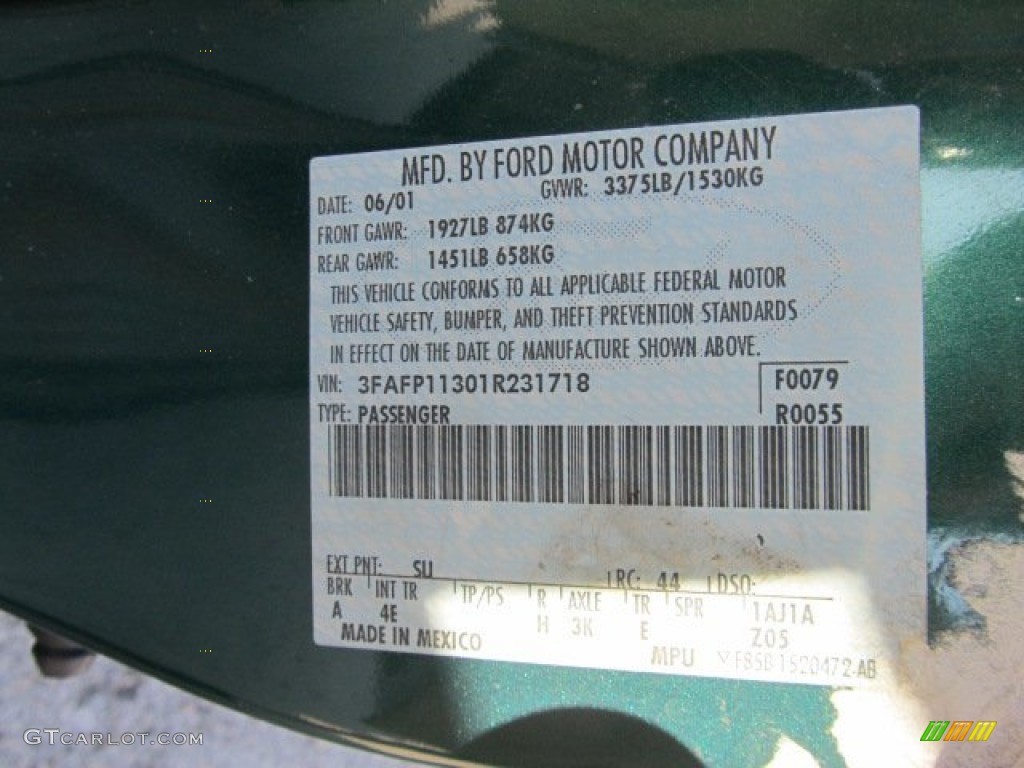 MFD. BY FORD MOTOR COMPANY
DATE: 06/01 GVWR: 3375LB/1530KG
FRONT GAWR: 1927LB 874KG
REAR GAWR: 1451LB 658KG
THIS VEHICLE CONFORMS TO ALL APPLICABLE FEDERAL MOTOR
VEHICLE SAFETY, BUMPER, AND THEFT PREVENTION STANDARDS
IN EFFECT ON THE DATE OF MANUFACTURE SHOWN ABOVE.
VIN: 3FAFP11301R231718 F0079
TYPE: PASSENGER R0055
EXT PNT: SU RC: 44 DSO:
BRK INT TR TP/PS R AXLE TR SPR 1AJ1A
A 4E H 3K E Z05
MADE IN MEXICO MPU F85B-1520472-AB
GTCARLOT.COM